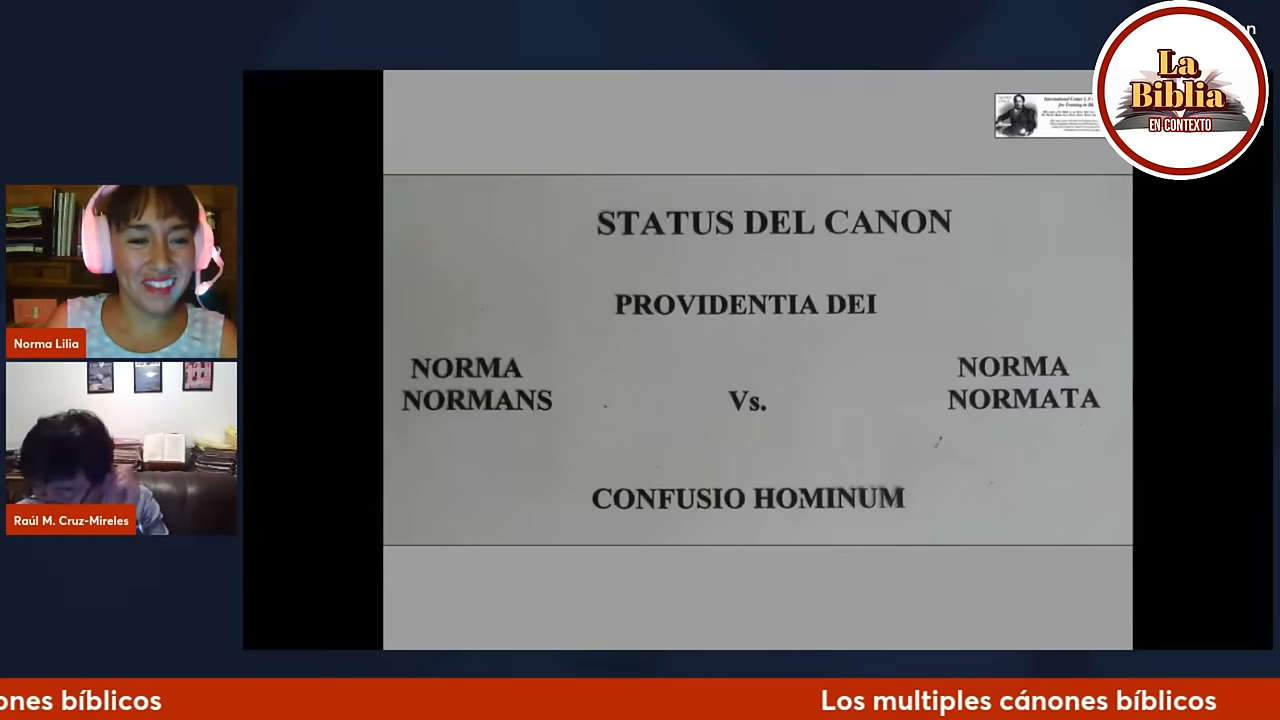 La
Biblia
EN CONTEXTO
STATUS DEL CANON
PROVIDENTIA DEI
NORMA
NORMANS
Vs.
NORMA
NORMATA
CONFUSIO HOMINUM
Norma Lilia
Raúl M. Cruz-Mireles
ones bíblicos
Los multiples cánones bíblicos